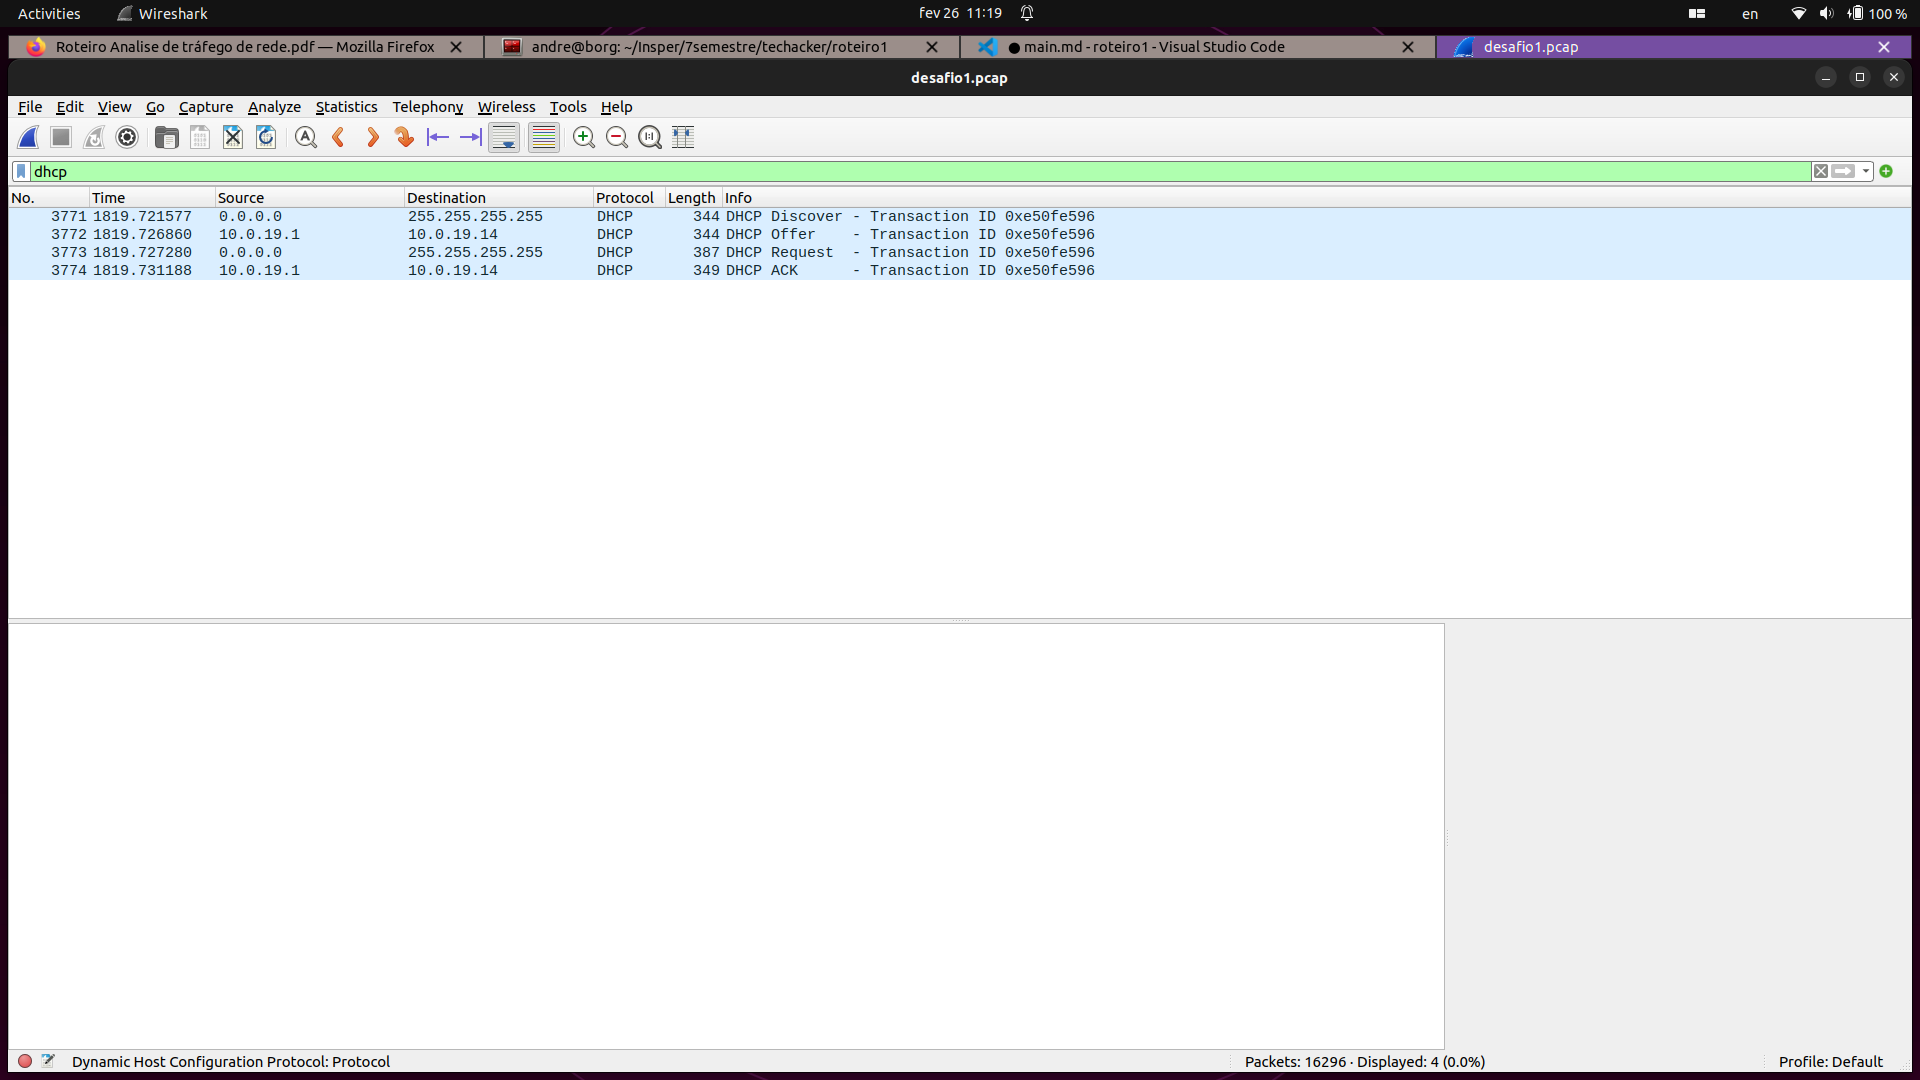 Activities Wireshark fev 26 11:19 en 100 %
Roteiro Analise de tráfego de rede.pdf — Mozilla Firefox andre@borg: ~/Insper/7semestre/techacker/roteiro1 ● main.md - roteiro1 - Visual Studio Code desafio1.pcap
desafio1.pcap
File Edit View Go Capture Analyze Statistics Telephony Wireless Tools Help
dhcp
No. Time Source Destination Protocol Length Info
3771 1819.721577 0.0.0.0 255.255.255.255 DHCP 344 DHCP Discover - Transaction ID 0xe50fe596
3772 1819.726860 10.0.19.1 10.0.19.14 DHCP 344 DHCP Offer - Transaction ID 0xe50fe596
3773 1819.727280 0.0.0.0 255.255.255.255 DHCP 387 DHCP Request - Transaction ID 0xe50fe596
3774 1819.731188 10.0.19.1 10.0.19.14 DHCP 349 DHCP ACK - Transaction ID 0xe50fe596
Dynamic Host Configuration Protocol: Protocol Packets: 16296 · Displayed: 4 (0.0%) Profile: Default